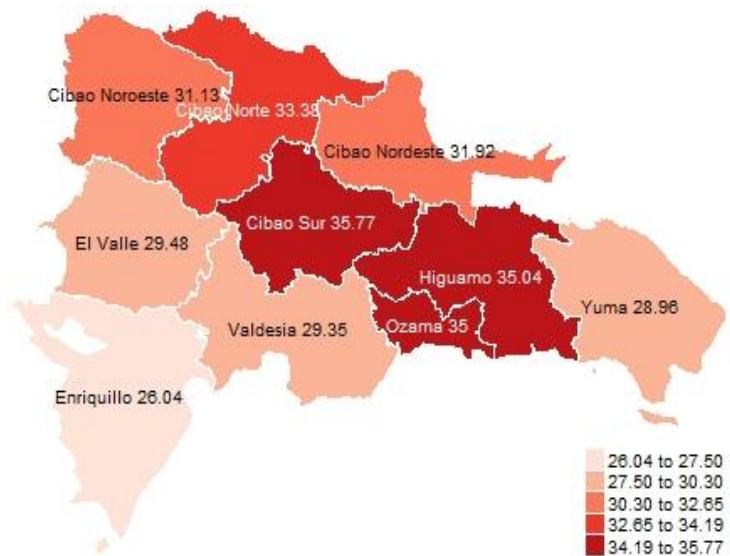 Cibao Noroeste 31.13
Cibao Norte 33.38
Cibao Nordeste 31.92
Cibao Sur 35.77
El Valle 29.48
Higuamo 35.04
Yuma 28.96
Valdesia 29.35
Ozama 35
Enriquillo 26.04
26.04 to 27.50
27.50 to 30.30
30.30 to 32.65
32.65 to 34.19
34.19 to 35.77